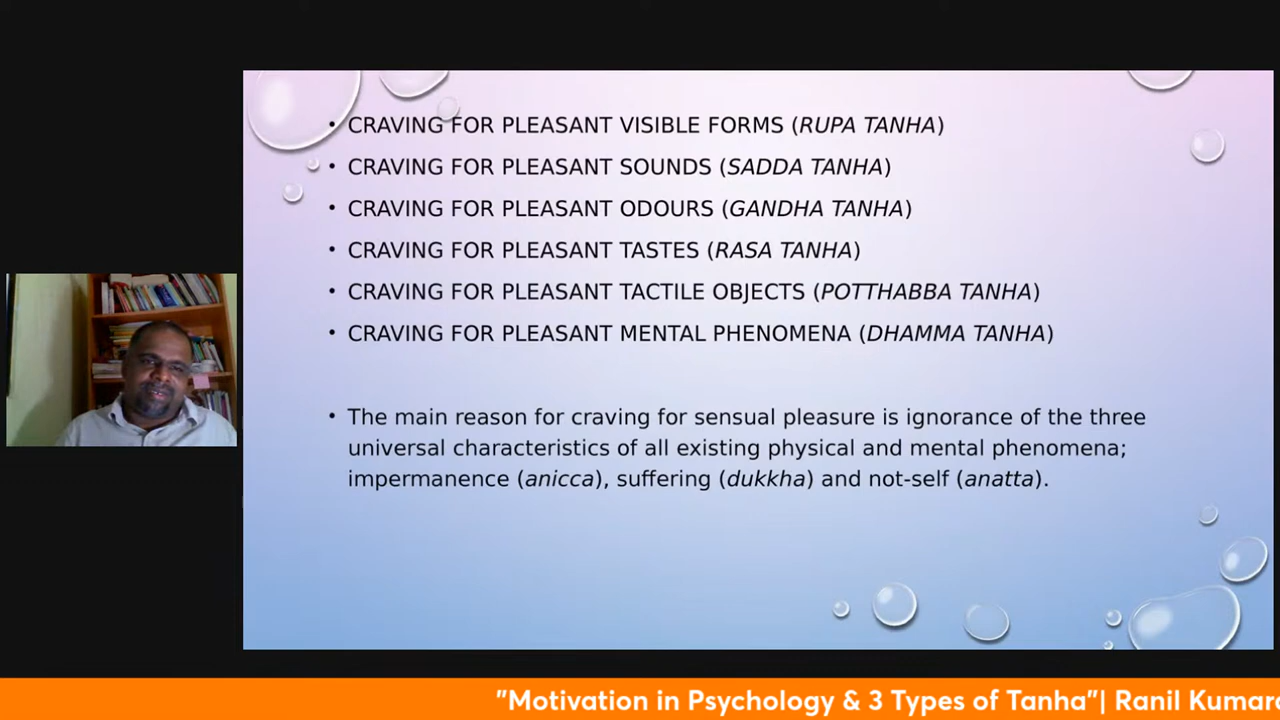 • CRAVING FOR PLEASANT VISIBLE FORMS (RUPA TANHA)
• CRAVING FOR PLEASANT SOUNDS (SADDA TANHA)
• CRAVING FOR PLEASANT ODOURS (GANDHA TANHA)
• CRAVING FOR PLEASANT TASTES (RASA TANHA)
• CRAVING FOR PLEASANT TACTILE OBJECTS (POTTHABBA TANHA)
• CRAVING FOR PLEASANT MENTAL PHENOMENA (DHAMMA TANHA)
• The main reason for craving for sensual pleasure is ignorance of the three
universal characteristics of all existing physical and mental phenomena;
impermanence (anicca), suffering (dukkha) and not-self (anatta).
"Motivation in Psychology & 3 Types of Tanha"| Ranil